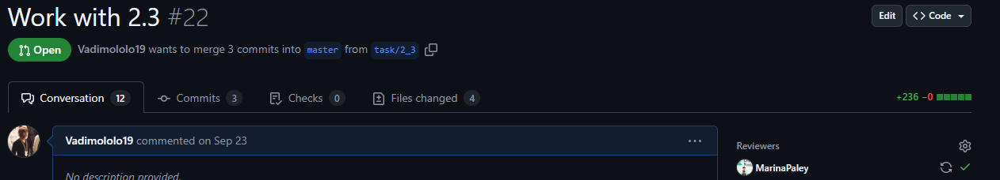 Work with 2.3 #22
Edit
Code
Open
Vadimololo19 wants to merge 3 commits into master from task/2_3
Conversation 12
Commits 3
Checks 0
Files changed 4
+236 −0
Vadimololo19 commented on Sep 23
Reviewers
No description provided.
MarinaPaley